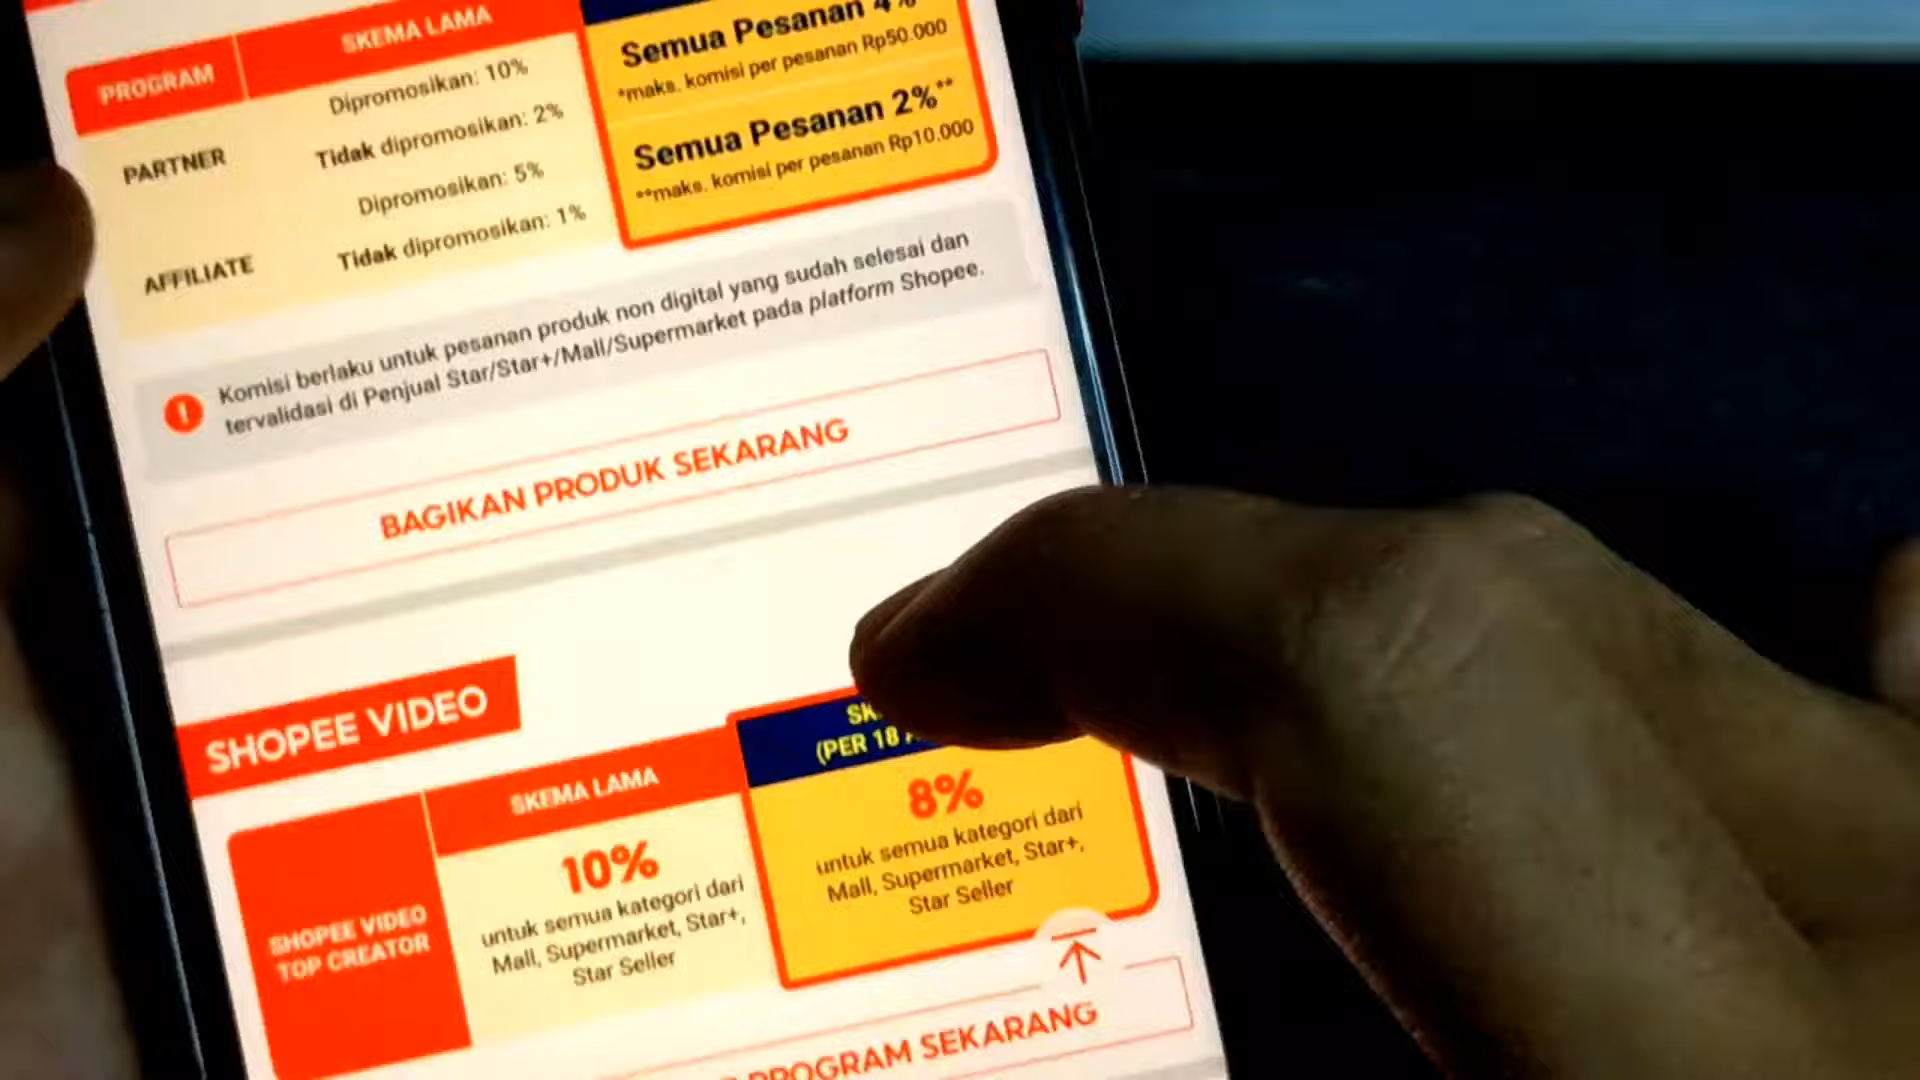 PROGRAM
SKEMA LAMA
PARTNER
Dipromosikan: 10%
Tidak dipromosikan: 2%
AFFILIATE
Dipromosikan: 5%
Tidak dipromosikan: 1%
Semua Pesanan 4%
*maks. komisi per pesanan Rp50.000
Semua Pesanan 2%**
**maks. komisi per pesanan Rp10.000
Komisi berlaku untuk pesanan produk non digital yang sudah selesai dan
tervalidasi di Penjual Star/Star+/Mall/Supermarket pada platform Shopee.
BAGIKAN PRODUK SEKARANG
SHOPEE VIDEO
SKEMA LAMA
(PER 18
SHOPEE VIDEO
TOP CREATOR
10%
untuk semua kategori dari
Mall, Supermarket, Star+,
Star Seller
8%
untuk semua kategori dari
Mall, Supermarket, Star+,
Star Seller
PROGRAM SEKARANG